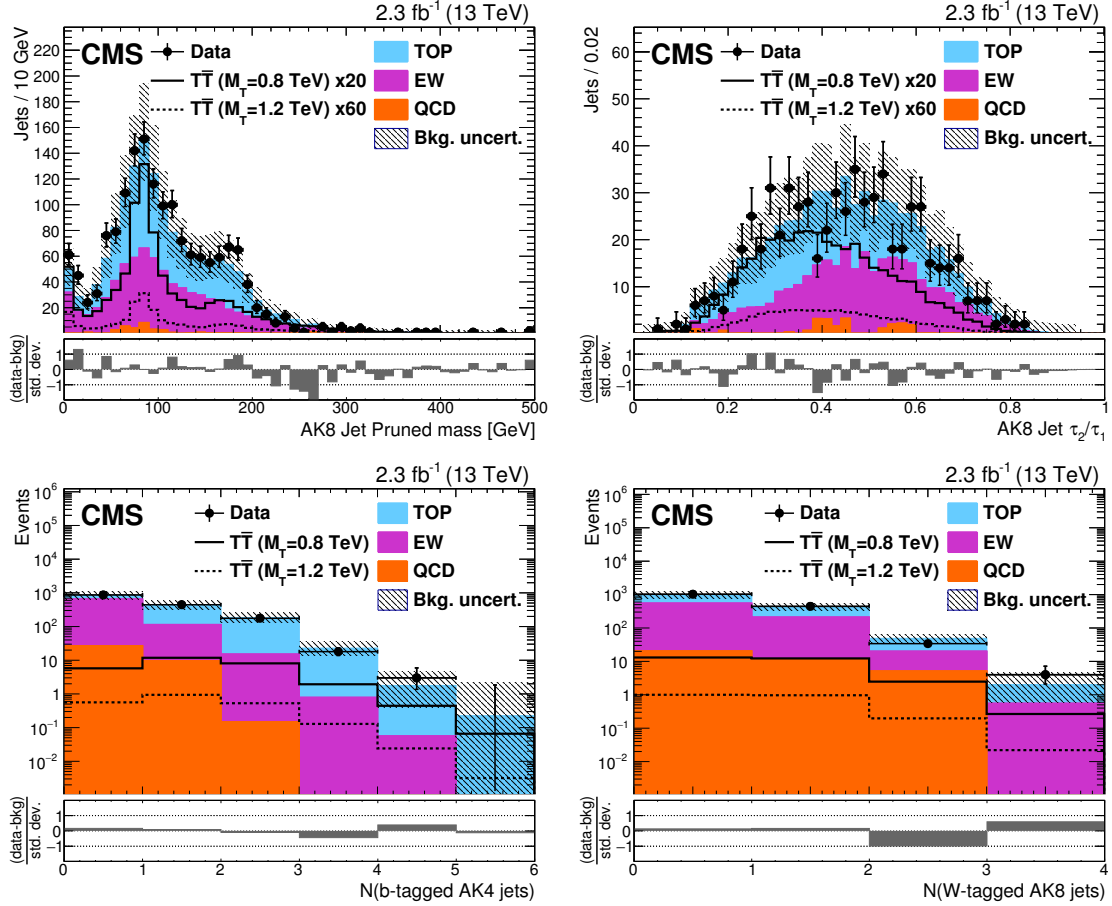 2.3 fb⁻¹ (13 TeV)
CMS
Data
TT̅ (M_T=0.8 TeV) x20
TT̅ (M_T=1.2 TeV) x60
TOP
EW
QCD
Bkg. uncert.
Jets / 10 GeV
220
200
180
160
140
120
100
80
60
40
20
(data-bkg)
std. dev.
1
0
−1
0 100 200 300 400 500
AK8 Jet Pruned mass [GeV]
2.3 fb⁻¹ (13 TeV)
CMS
Data
TT̅ (M_T=0.8 TeV) x20
TT̅ (M_T=1.2 TeV) x60
TOP
EW
QCD
Bkg. uncert.
Jets / 0.02
60
50
40
30
20
10
(data-bkg)
std. dev.
1
0
−1
0 0.2 0.4 0.6 0.8 1
AK8 Jet τ₂/τ₁
2.3 fb⁻¹ (13 TeV)
CMS
Data
TT̅ (M_T=0.8 TeV)
TT̅ (M_T=1.2 TeV)
TOP
EW
QCD
Bkg. uncert.
Events
10⁶
10⁵
10⁴
10³
10²
10
1
10⁻¹
10⁻²
(data-bkg)
std. dev.
1
0
−1
0 1 2 3 4 5 6
N(b-tagged AK4 jets)
2.3 fb⁻¹ (13 TeV)
CMS
Data
TT̅ (M_T=0.8 TeV)
TT̅ (M_T=1.2 TeV)
TOP
EW
QCD
Bkg. uncert.
Events
10⁶
10⁵
10⁴
10³
10²
10
1
10⁻¹
10⁻²
(data-bkg)
std. dev.
1
0
−1
0 1 2 3 4
N(W-tagged AK8 jets)